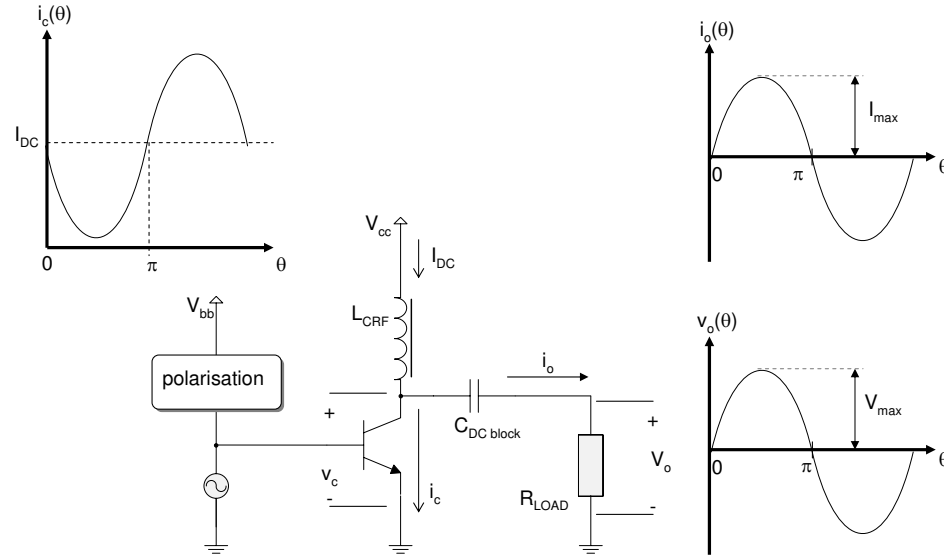 i_c(θ)
I_DC
0
π
θ
i_o(θ)
I_max
0
π
θ
V_cc
I_DC
L_CRF
V_bb
polarisation
i_o
+
C_DC block
+
v_c
i_c
V_o
-
R_LOAD
-
v_o(θ)
V_max
0
π
θ